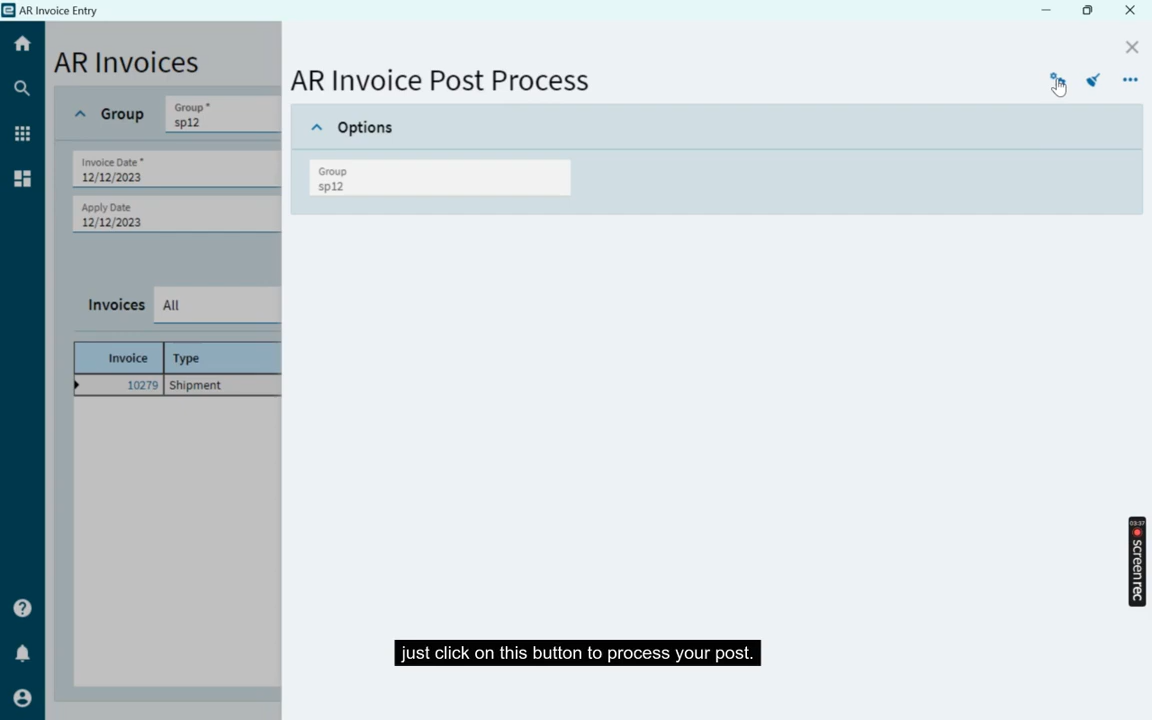 AR Invoice Entry
AR Invoices
AR Invoice Post Process
Group
Group *
sp12
Options
Invoice Date *
12/12/2023
Group
sp12
Apply Date
12/12/2023
Invoices
All
Invoice
Type
10279
Shipment
03:37
screenrec
just click on this button to process your post.